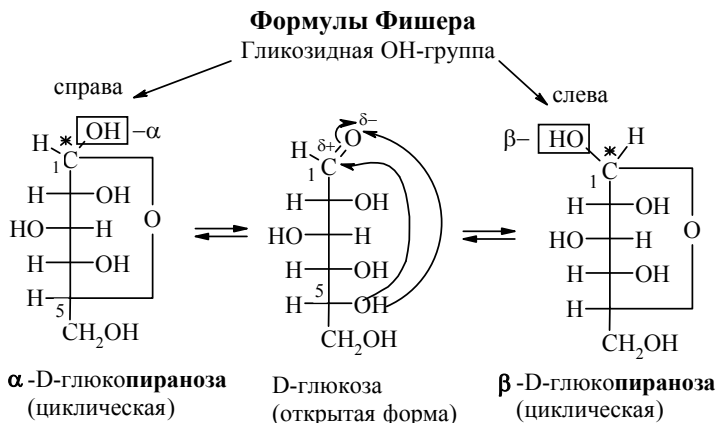 Формулы Фишера
Гликозидная ОН-группа
справа
слева
H * OH –α
C
1
H OH
HO H
O
H OH
H
5
CH2OH
δ+ δ–
H O
C
1
H OH
HO H
H OH
H OH
5
CH2OH
β– HO * H
C
1
H OH
HO H
O
H OH
H
CH2OH
α-D-глюкопираноза
(циклическая)
D-глюкоза
(открытая форма)
β-D-глюкопираноза
(циклическая)